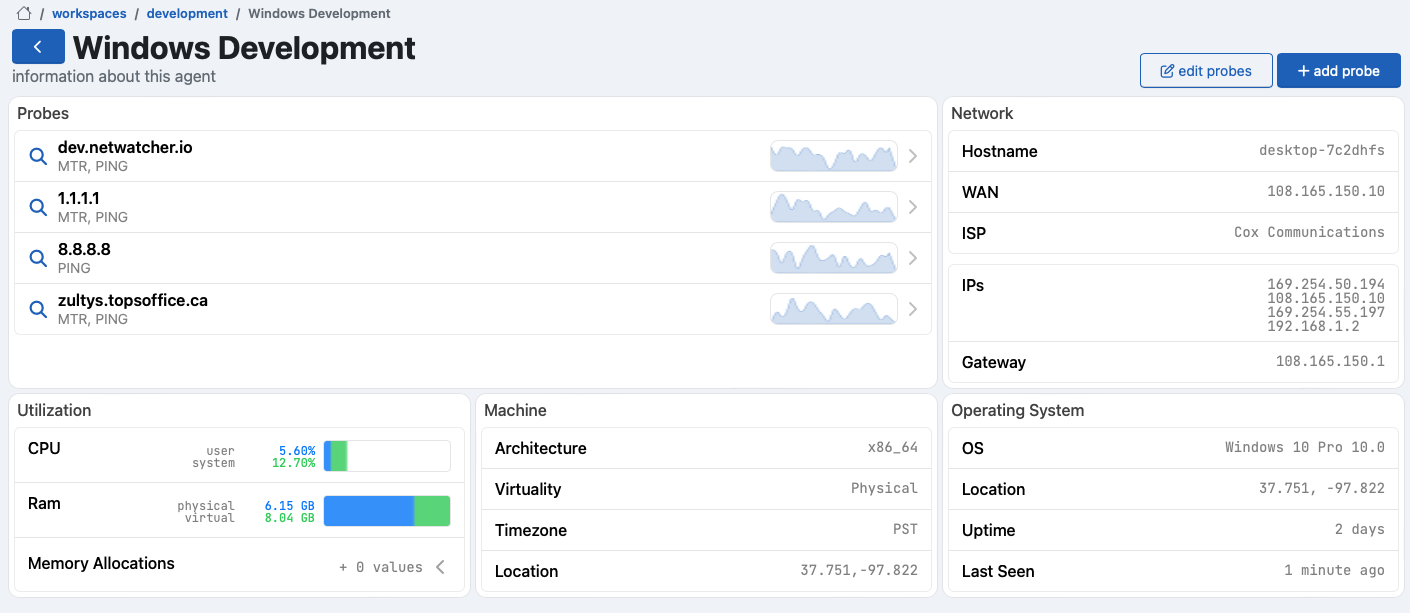 / workspaces / development / Windows Development
Windows Development
information about this agent
edit probes
+ add probe
Probes
dev.netwatcher.io
MTR, PING
1.1.1.1
MTR, PING
8.8.8.8
PING
zultys.topsoffice.ca
MTR, PING
Network
Hostname desktop-7c2dhfs
WAN 108.165.150.10
ISP Cox Communications
IPs 169.254.50.194
108.165.150.10
169.254.55.197
192.168.1.2
Gateway 108.165.150.1
Utilization
CPU user 5.60%
system 12.70%
Ram physical 6.15 GB
virtual 8.04 GB
Memory Allocations + 0 values
Machine
Architecture x86_64
Virtuality Physical
Timezone PST
Location 37.751,-97.822
Operating System
OS Windows 10 Pro 10.0
Location 37.751, -97.822
Uptime 2 days
Last Seen 1 minute ago